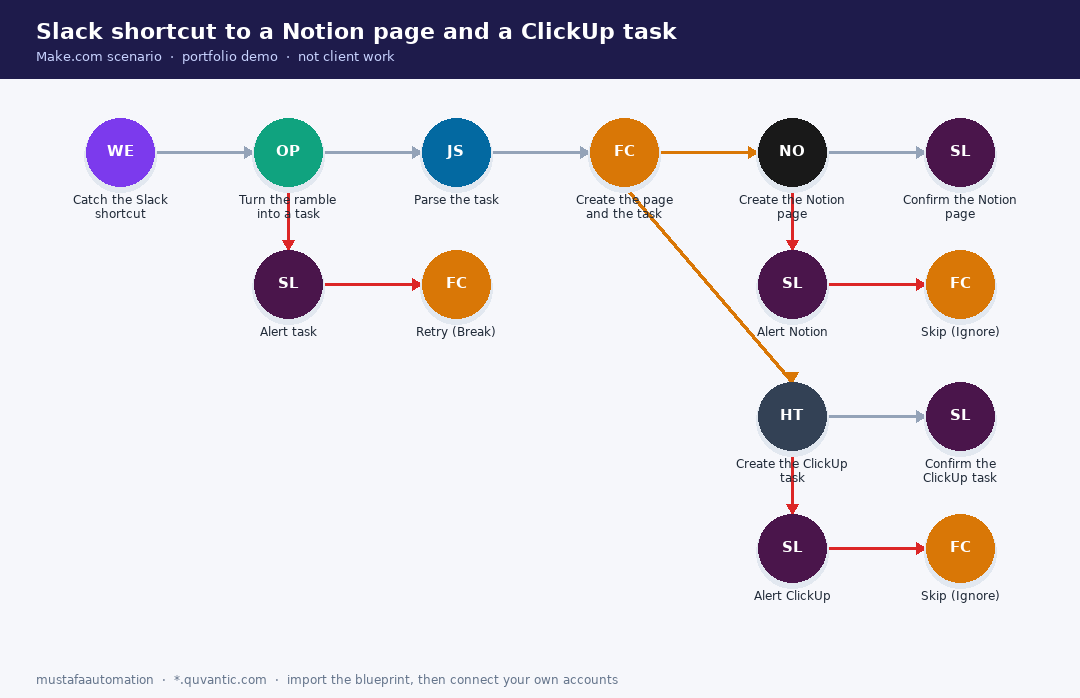 Slack shortcut to a Notion page and a ClickUp task
Make.com scenario · portfolio demo · not client work
WE
OP
JS
FC
NO
SL
Catch the Slack
shortcut
Turn the ramble
into a task
Parse the task
Create the page
and the task
Create the Notion
page
Confirm the Notion
page
SL
FC
SL
FC
Alert task
Retry (Break)
Alert Notion
Skip (Ignore)
HT
SL
Create the ClickUp
task
Confirm the
ClickUp task
SL
FC
Alert ClickUp
Skip (Ignore)
mustafaautomation · *.quvantic.com · import the blueprint, then connect your own accounts